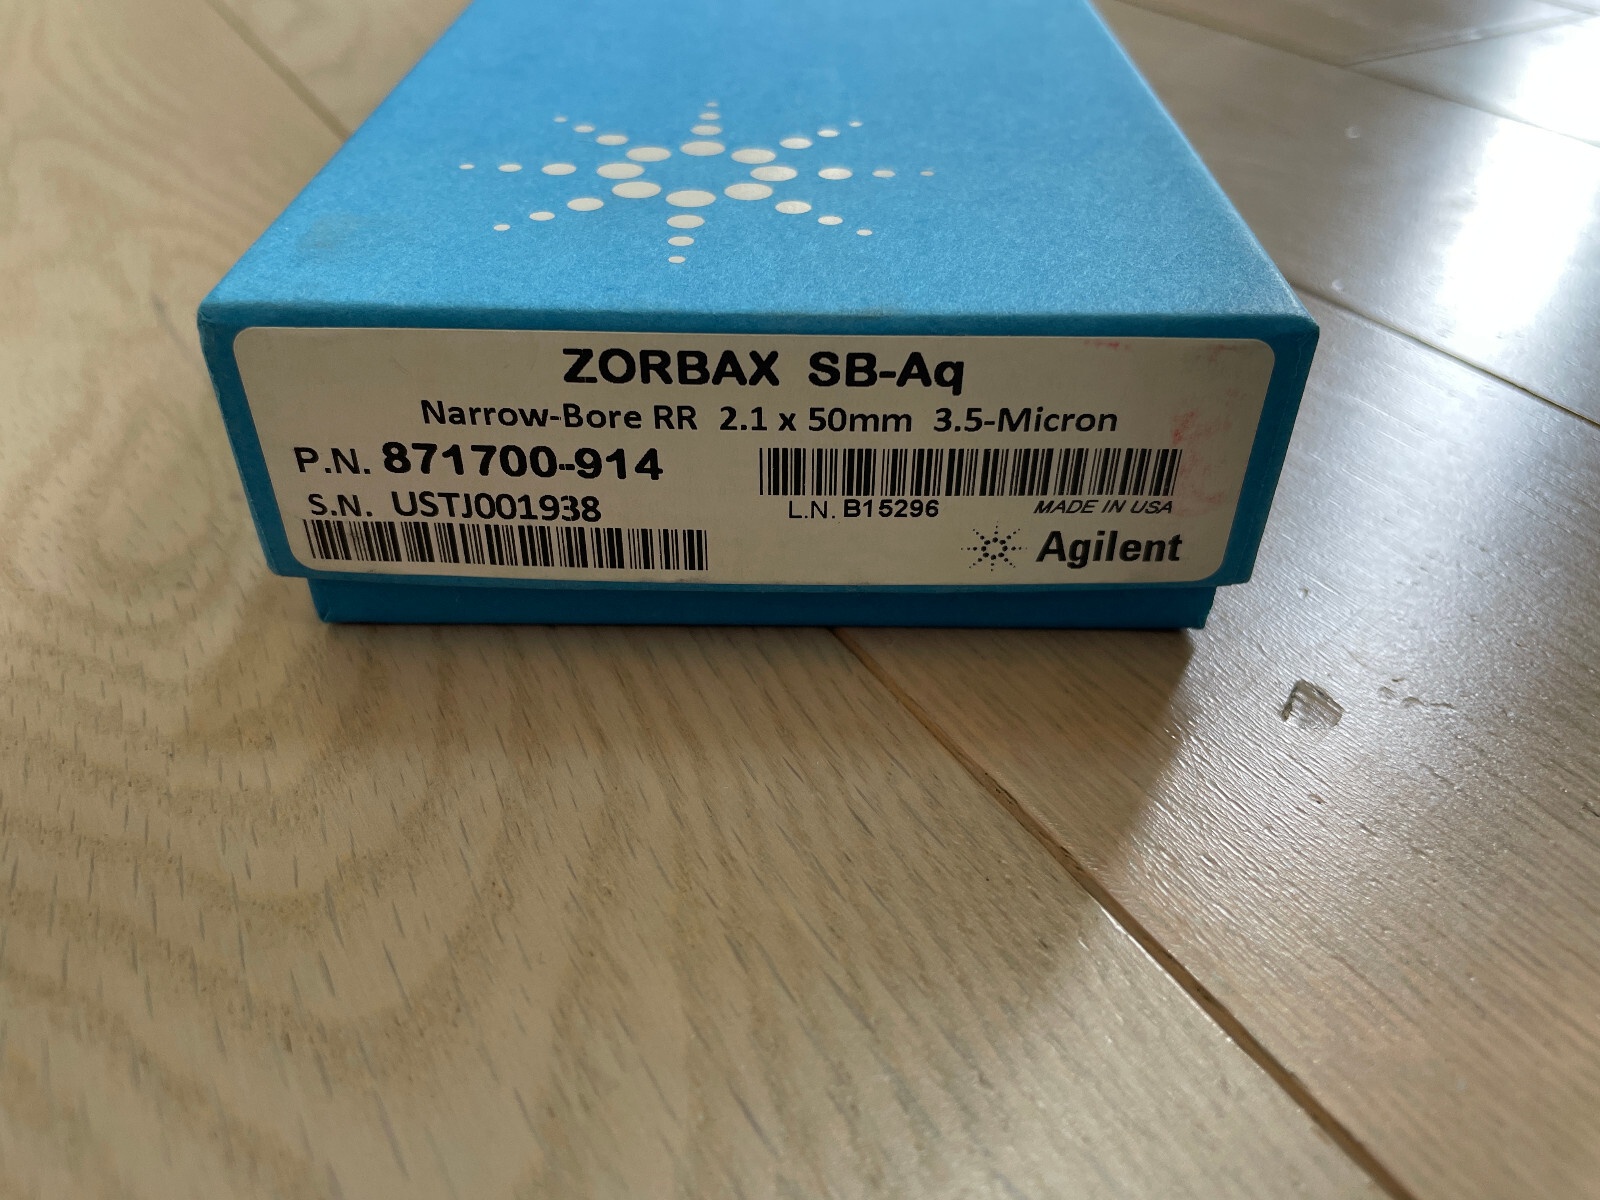 ZORBAX SB-Aq
Narrow-Bore RR 2.1 x 50mm 3.5-Micron
P.N. 871700-914
S.N. USTJ001938
L.N. B15296
MADE IN USA
Agilent